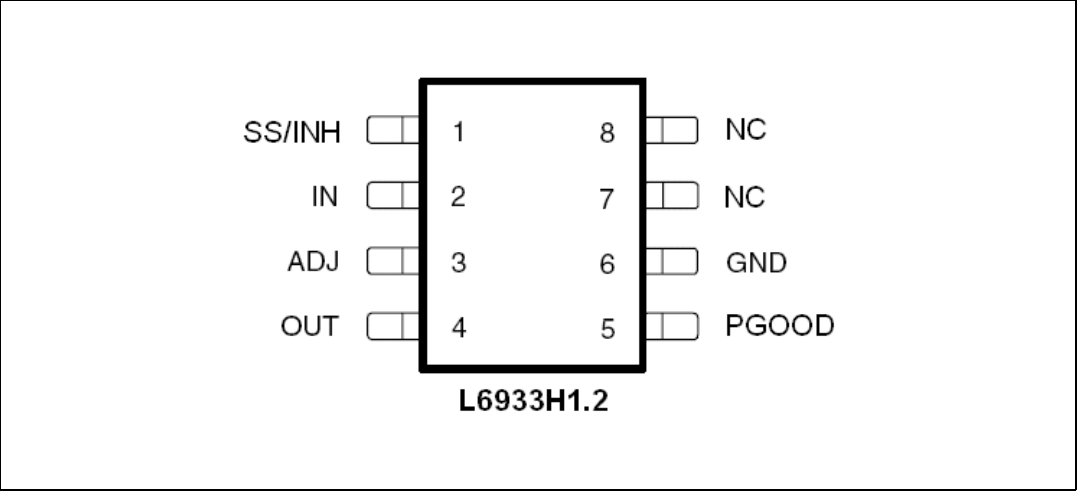 SS/INH 1 8 NC
IN 2 7 NC
ADJ 3 6 GND
OUT 4 5 PGOOD
L6933H1.2